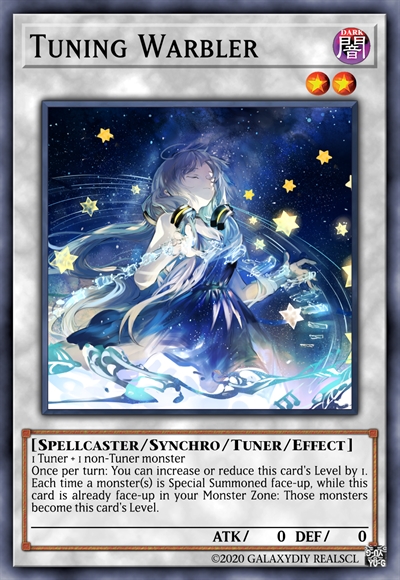 TUNING WARBLER
DARK
闇
[SPELLCASTER/SYNCHRO/TUNER/EFFECT]
1 Tuner + 1 non-Tuner monster
Once per turn: You can increase or reduce this card's Level by 1.
Each time a monster(s) is Special Summoned face-up, while this
card is already face-up in your Monster Zone: Those monsters
become this card's Level.
ATK/ 0 DEF/ 0
©2020 GALAXYDIY REALSCL